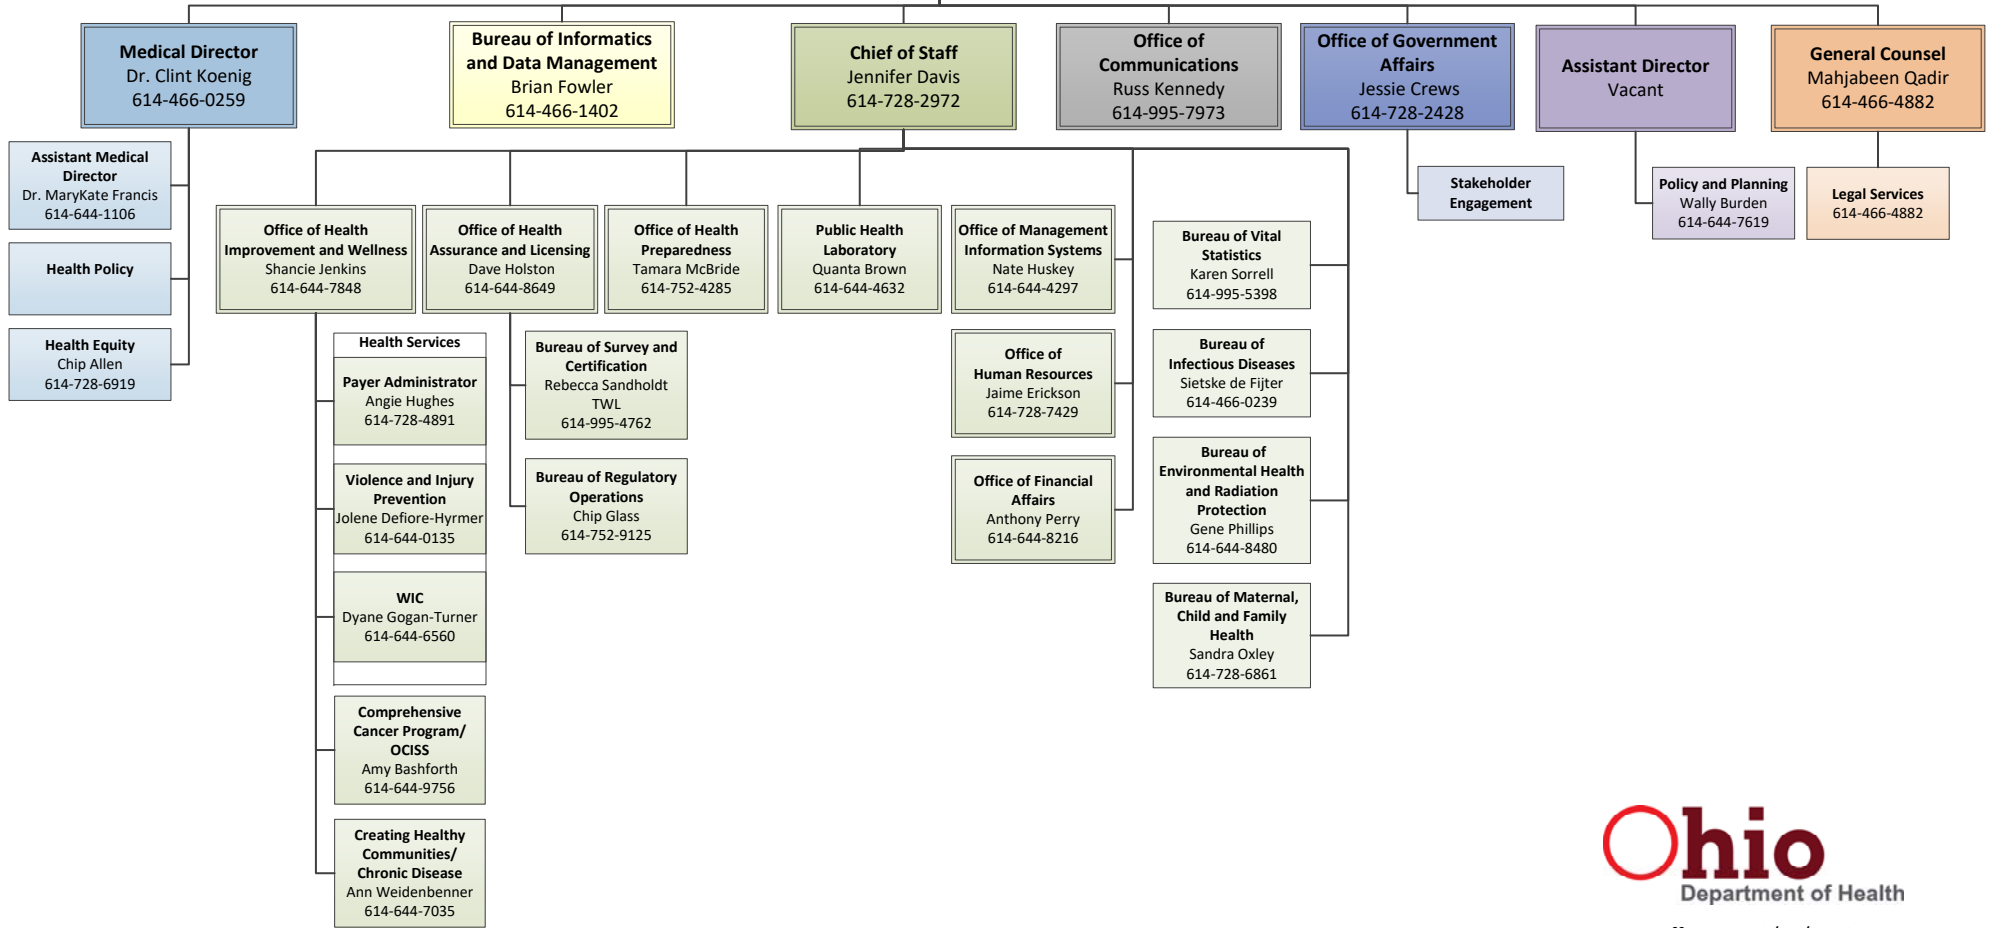 Medical Director
Dr. Clint Koenig
614-466-0259
Bureau of Informatics
and Data Management
Brian Fowler
614-466-1402
Chief of Staff
Jennifer Davis
614-728-2972
Office of
Communications
Russ Kennedy
614-995-7973
Office of Government
Affairs
Jessie Crews
614-728-2428
Assistant Director
Vacant
General Counsel
Mahjabeen Qadir
614-466-4882
Assistant Medical
Director
Dr. MaryKate Francis
614-644-1106
Health Policy
Health Equity
Chip Allen
614-728-6919
Stakeholder
Engagement
Policy and Planning
Wally Burden
614-644-7619
Legal Services
614-466-4882
Office of Health
Improvement and Wellness
Shancie Jenkins
614-644-7848
Office of Health
Assurance and Licensing
Dave Holston
614-644-8649
Office of Health
Preparedness
Tamara McBride
614-752-4285
Public Health
Laboratory
Quanta Brown
614-644-4632
Office of Management
Information Systems
Nate Huskey
614-644-4297
Bureau of Vital
Statistics
Karen Sorrell
614-995-5398
Health Services
Payer Administrator
Angie Hughes
614-728-4891
Violence and Injury
Prevention
Jolene Defiore-Hyrmer
614-644-0135
WIC
Dyane Gogan-Turner
614-644-6560
Comprehensive
Cancer Program/
OCISS
Amy Bashforth
614-644-9756
Creating Healthy
Communities/
Chronic Disease
Ann Weidenbenner
614-644-7035
Bureau of Survey and
Certification
Rebecca Sandholdt
TWL
614-995-4762
Bureau of Regulatory
Operations
Chip Glass
614-752-9125
Office of
Human Resources
Jaime Erickson
614-728-7429
Office of Financial
Affairs
Anthony Perry
614-644-8216
Bureau of
Infectious Diseases
Sietske de Fijter
614-466-0239
Bureau of
Environmental Health
and Radiation
Protection
Gene Phillips
614-644-8480
Bureau of Maternal,
Child and Family
Health
Sandra Oxley
614-728-6861
Ohio
Department of Health